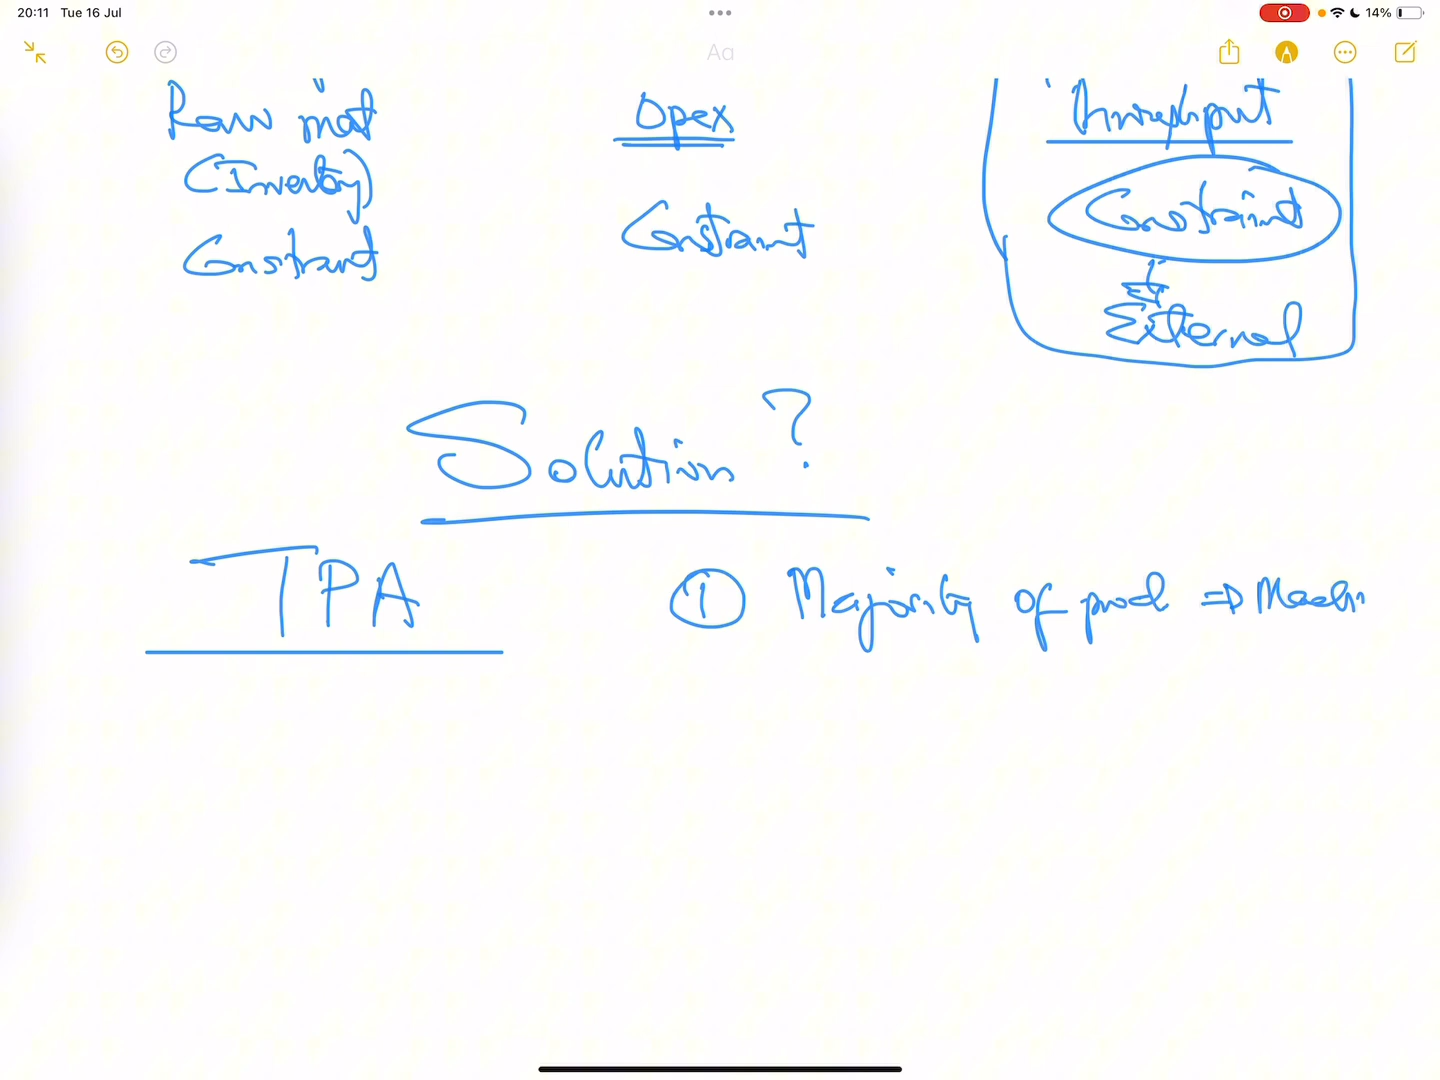 20:11 Tue 16 Jul
14%
Aa
Raw mat
(Inventory)
Constraint
Opex
Constraint
Throughput
Constraint
External
Solution ?
TPA
① Majority of prod ⇒ Machi